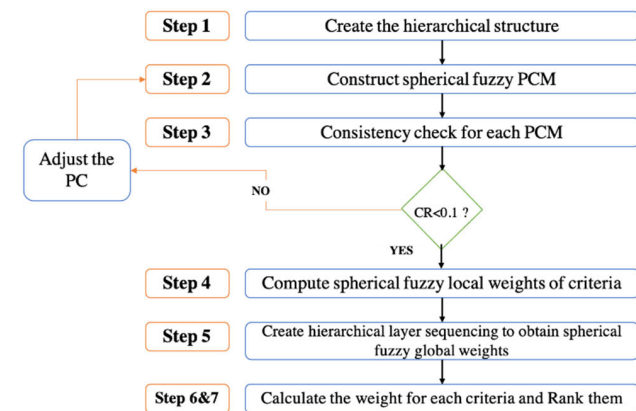 Step 1
Create the hierarchical structure
Step 2
Construct spherical fuzzy PCM
Step 3
Consistency check for each PCM
Adjust the
PC
NO
CR<0.1 ?
YES
Step 4
Compute spherical fuzzy local weights of criteria
Step 5
Create hierarchical layer sequencing to obtain spherical
fuzzy global weights
Step 6&7
Calculate the weight for each criteria and Rank them